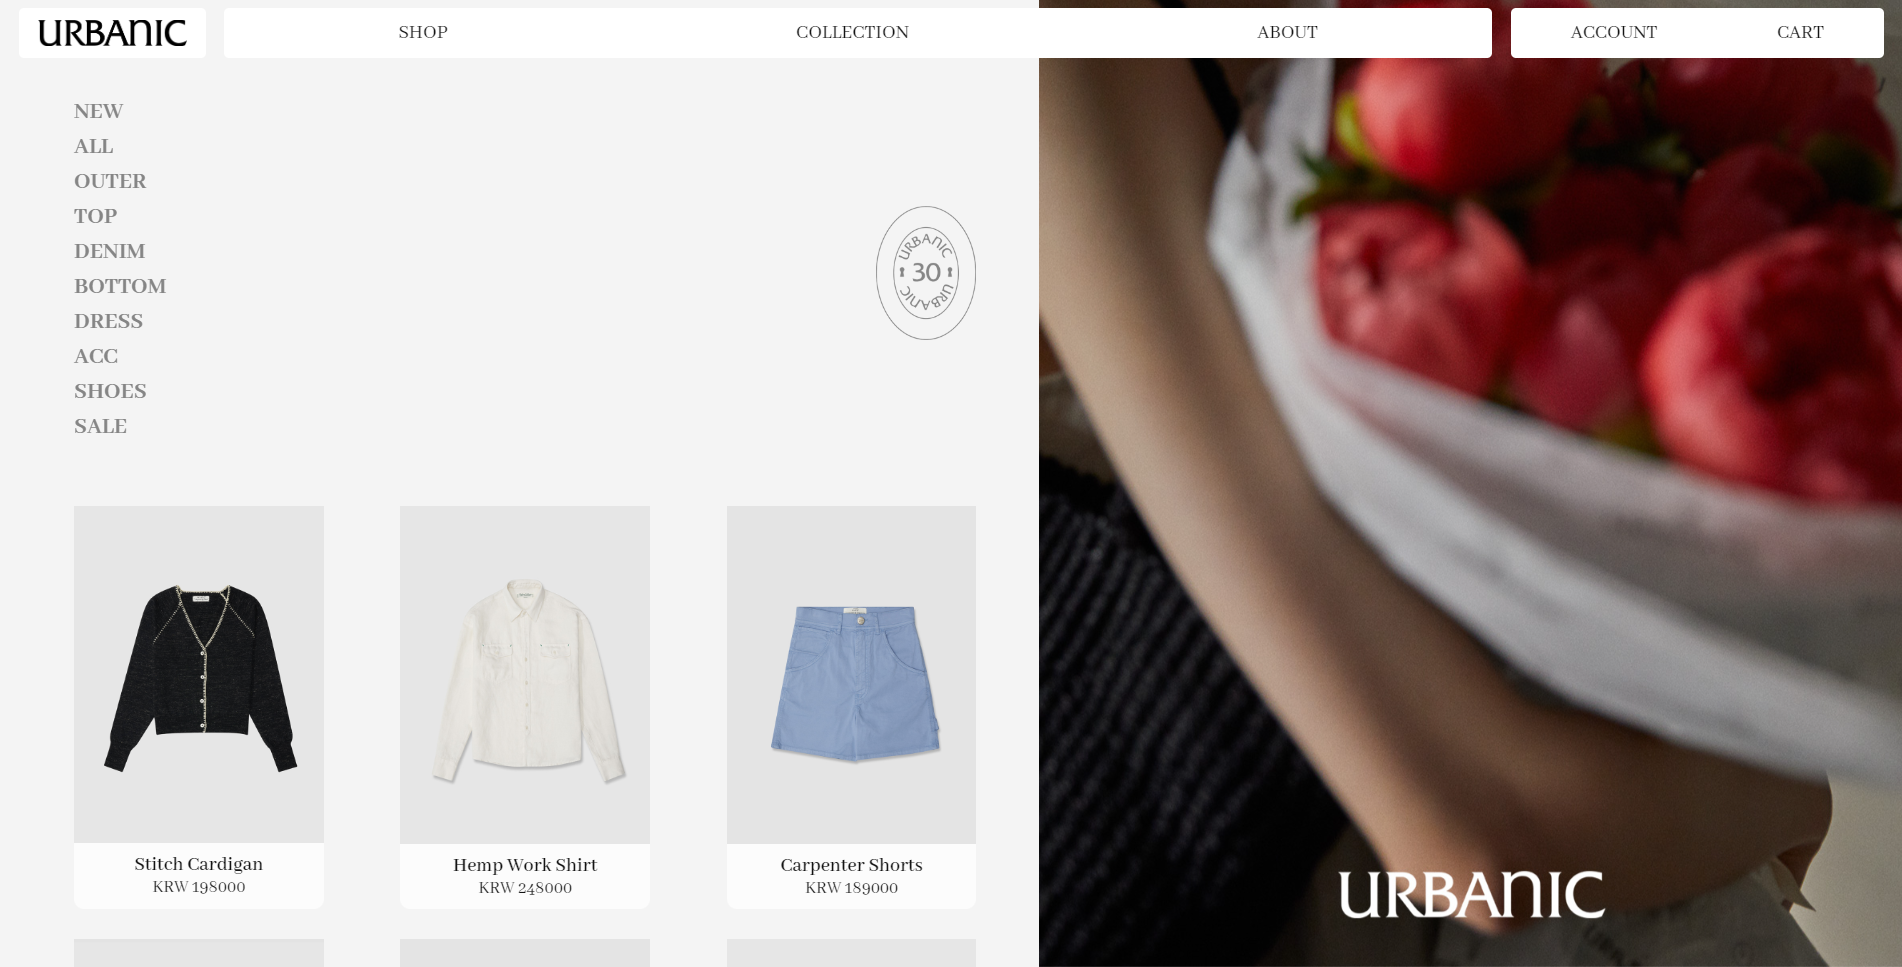 URBANIC
SHOP
COLLECTION
ABOUT
ACCOUNT
CART
NEW
ALL
OUTER
TOP
DENIM
BOTTOM
DRESS
ACC
SHOES
SALE
URBANIC
30
URBANIC
Stitch Cardigan
KRW 198000
Hemp Work Shirt
KRW 248000
Carpenter Shorts
KRW 189000
URBANIC